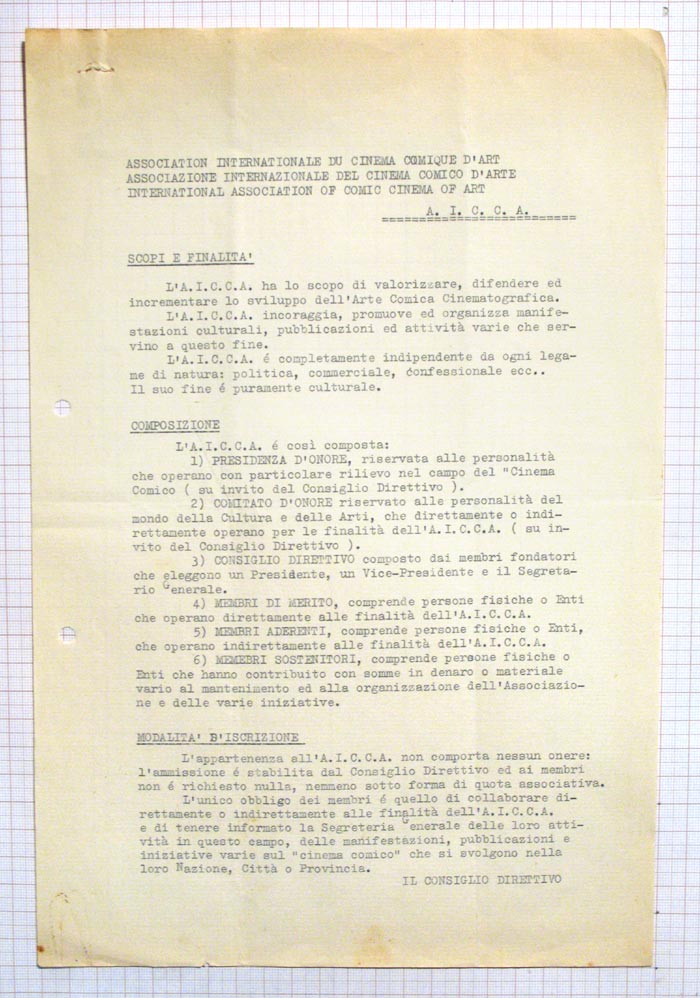 ASSOCIATION INTERNATIONALE DU CINEMA COMIQUE D'ART
ASSOCIAZIONE INTERNAZIONALE DEL CINEMA COMICO D'ARTE
INTERNATIONAL ASSOCIATION OF COMIC CINEMA OF ART
A. I. C. C. A.
SCOPI E FINALITA'
L'A.I.C.C.A. ha lo scopo di valorizzare, difendere ed
incrementare lo sviluppo dell'Arte Comica Cinematografica.
L'A.I.C.C.A. incoraggia, promuove ed organizza manife-
stazioni culturali, pubblicazioni ed attività varie che ser-
vino a questo fine.
L'A.I.C.C.A. é completamente indipendente da ogni lega-
me di natura: politica, commerciale, confessionale ecc..
Il suo fine é puramente culturale.
COMPOSIZIONE
L'A.I.C.C.A. é così composta:
1) PRESIDENZA D'ONORE, riservata alle personalità
che operano con particolare rilievo nel campo del "Cinema
Comico ( su invito del Consiglio Direttivo ).
2) COMITATO D'ONORE riservato alle personalità del
mondo della Cultura e delle Arti, che direttamente o indi-
rettamente operano per le finalità dell'A.I.C.C.A. ( su in-
vito del Consiglio Direttivo ).
3) CONSIGLIO DIRETTIVO composto dai membri fondatori
che eleggono un Presidente, un Vice-Presidente e il Segreta-
rio Generale.
4) MEMBRI DI MERITO, comprende persone fisiche o Enti
che operano direttamente alle finalità dell'A.I.C.C.A.
5) MEMBRI ADERENTI, comprende persone fisiche o Enti,
che operano indirettamente alle finalità dell'A.I.C.C.A.
6) MEMEBRI SOSTENITORI, comprende persone fisiche o
Enti che hanno contribuito con somme in denaro o materiale
vario al mantenimento ed alla organizzazione dell'Associazio-
ne e delle varie iniziative.
MODALITA' B'ISCRIZIONE
L'appartenenza all'A.I.C.C.A. non comporta nessun onere:
l'ammissione é stabilita dal Consiglio Direttivo ed ai membri
non é richiesto nulla, nemmeno sotto forma di quota associativa.
L'unico obbligo dei membri é quello di collaborare di-
rettamente o indirettamente alle finalità dell'A.I.C.C.A.
e di tenere informato la Segreteria Generale delle loro atti-
vità in questo campo, delle manifestazioni, pubblicazioni e
iniziative varie sul "cinema comico" che si svolgono nella
loro Nazione, Città o Provincia.
IL CONSIGLIO DIRETTIVO